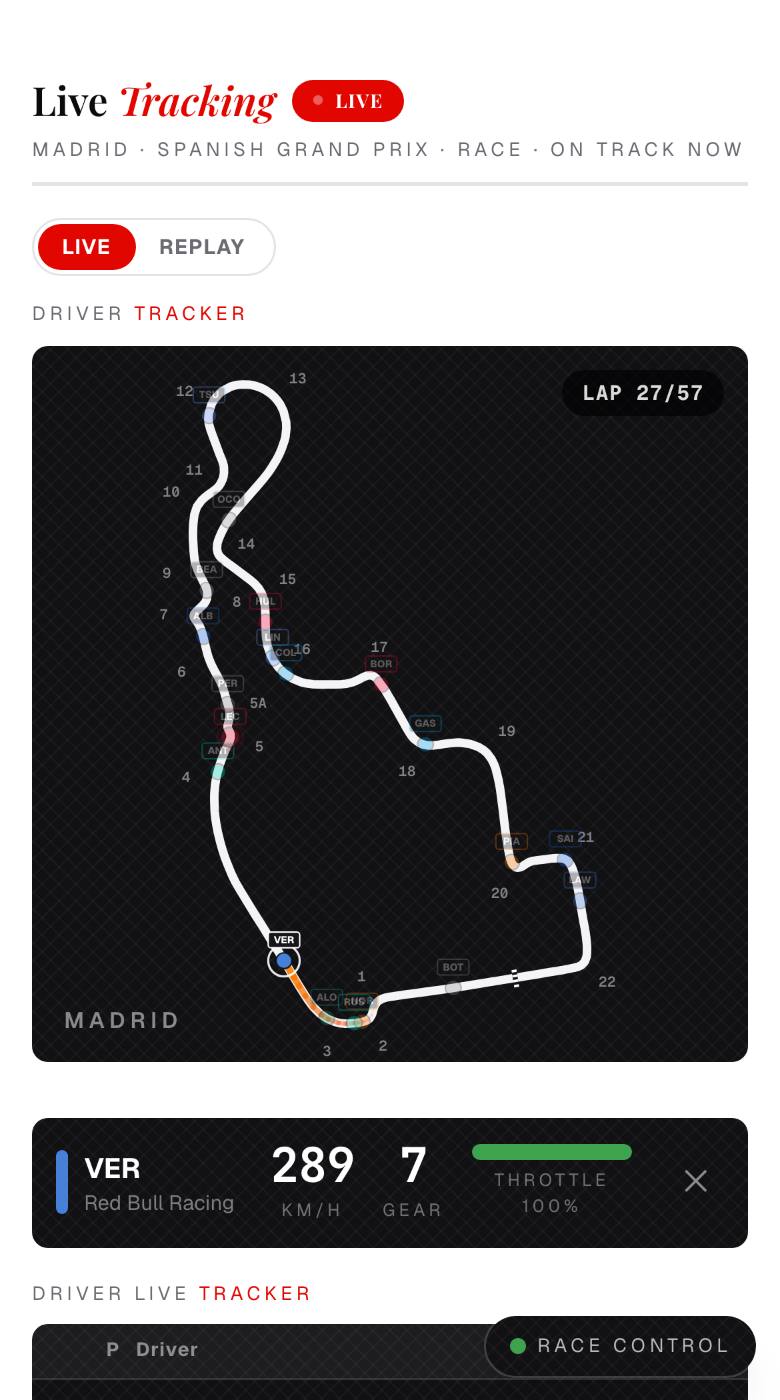 Live Tracking LIVE
MADRID · SPANISH GRAND PRIX · RACE · ON TRACK NOW
LIVE REPLAY
DRIVER TRACKER
LAP 27/57
13
12 TSU
11
10
OCO
14
9 BEA
15
8 HUL
7 ALB
LIN
COL 16
17
BOR
6
PER
5A
LEC
GAS
19
ANT 5
18
4
PIA SAI 21
LAW
20
VER
BOT
1
22
ALO RUS
MADRID
3 2
VER
Red Bull Racing
289
KM/H
7
GEAR
THROTTLE
100%
DRIVER LIVE TRACKER
P Driver
RACE CONTROL